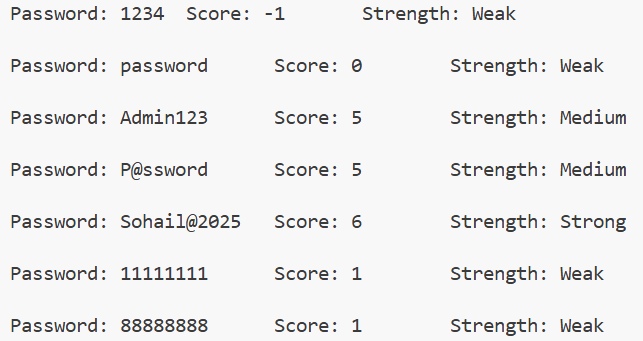 Password: 1234  Score: -1       Strength: Weak
Password: password      Score: 0        Strength: Weak
Password: Admin123      Score: 5        Strength: Medium
Password: P@ssword      Score: 5        Strength: Medium
Password: Sohail@2025   Score: 6        Strength: Strong
Password: 11111111      Score: 1        Strength: Weak
Password: 88888888      Score: 1        Strength: Weak